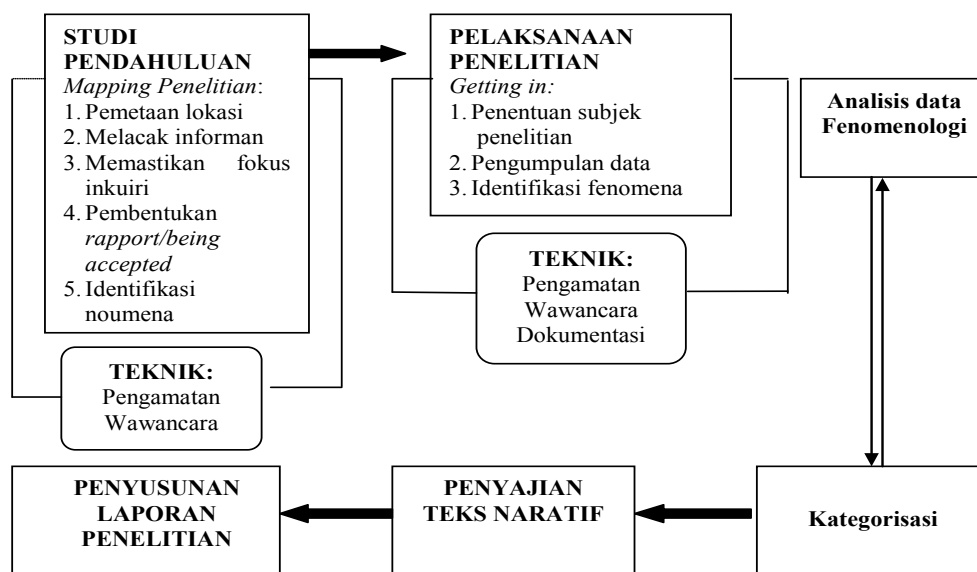 STUDI
PENDAHULUAN
Mapping Penelitian:
1. Pemetaan lokasi
2. Melacak informan
3. Memastikan fokus
inkuiri
4. Pembentukan
rapport/being
accepted
5. Identifikasi
noumena
TEKNIK:
Pengamatan
Wawancara
PELAKSANAAN
PENELITIAN
Getting in:
1. Penentuan subjek
penelitian
2. Pengumpulan data
3. Identifikasi fenomena
TEKNIK:
Pengamatan
Wawancara
Dokumentasi
Analisis data
Fenomenologi
Kategorisasi
PENYAJIAN
TEKS NARATIF
PENYUSUNAN
LAPORAN
PENELITIAN